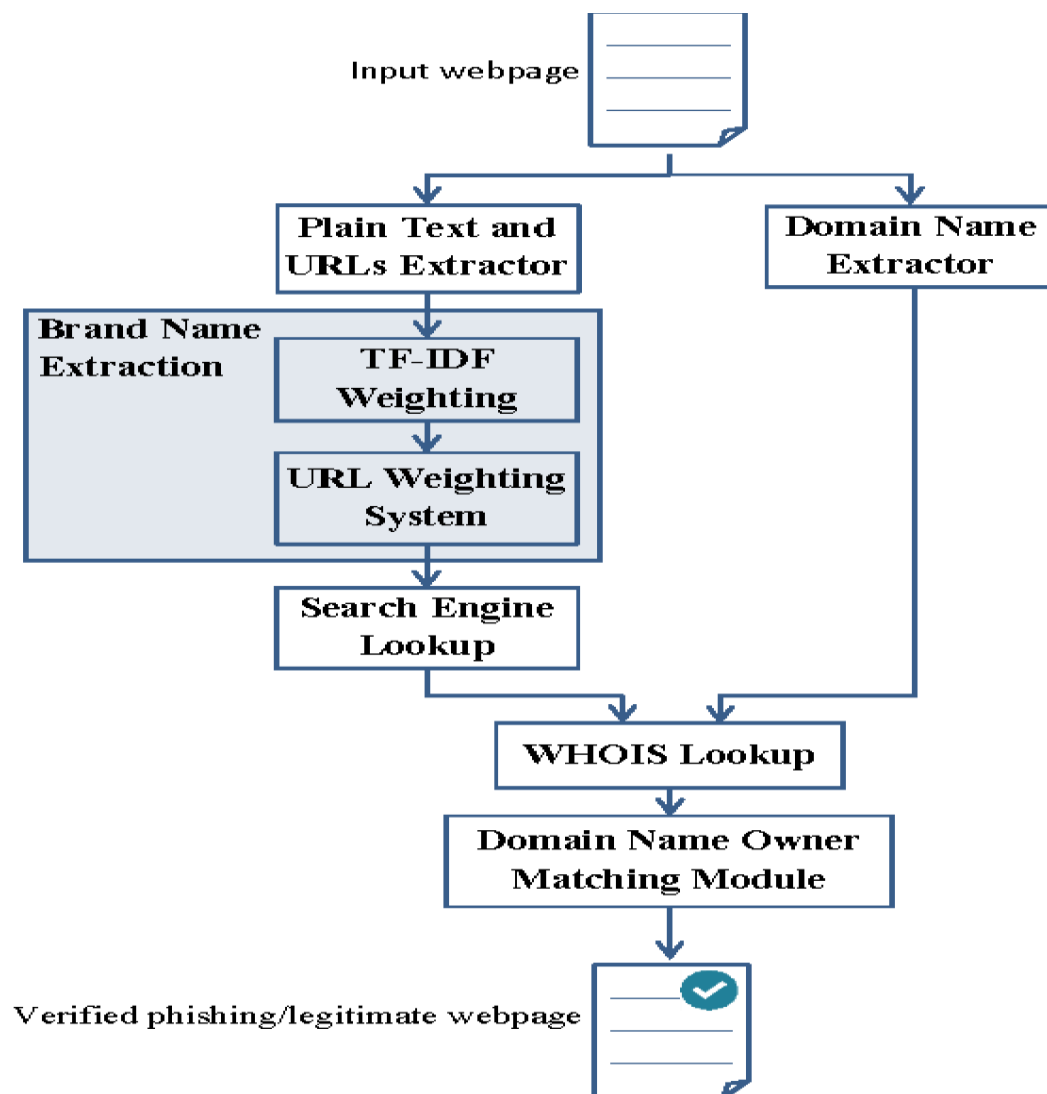 Input webpage
Plain Text and
URLs Extractor
Domain Name
Extractor
Brand Name
Extraction
TF-IDF
Weighting
URL Weighting
System
Search Engine
Lookup
WHOIS Lookup
Domain Name Owner
Matching Module
Verified phishing/legitimate webpage